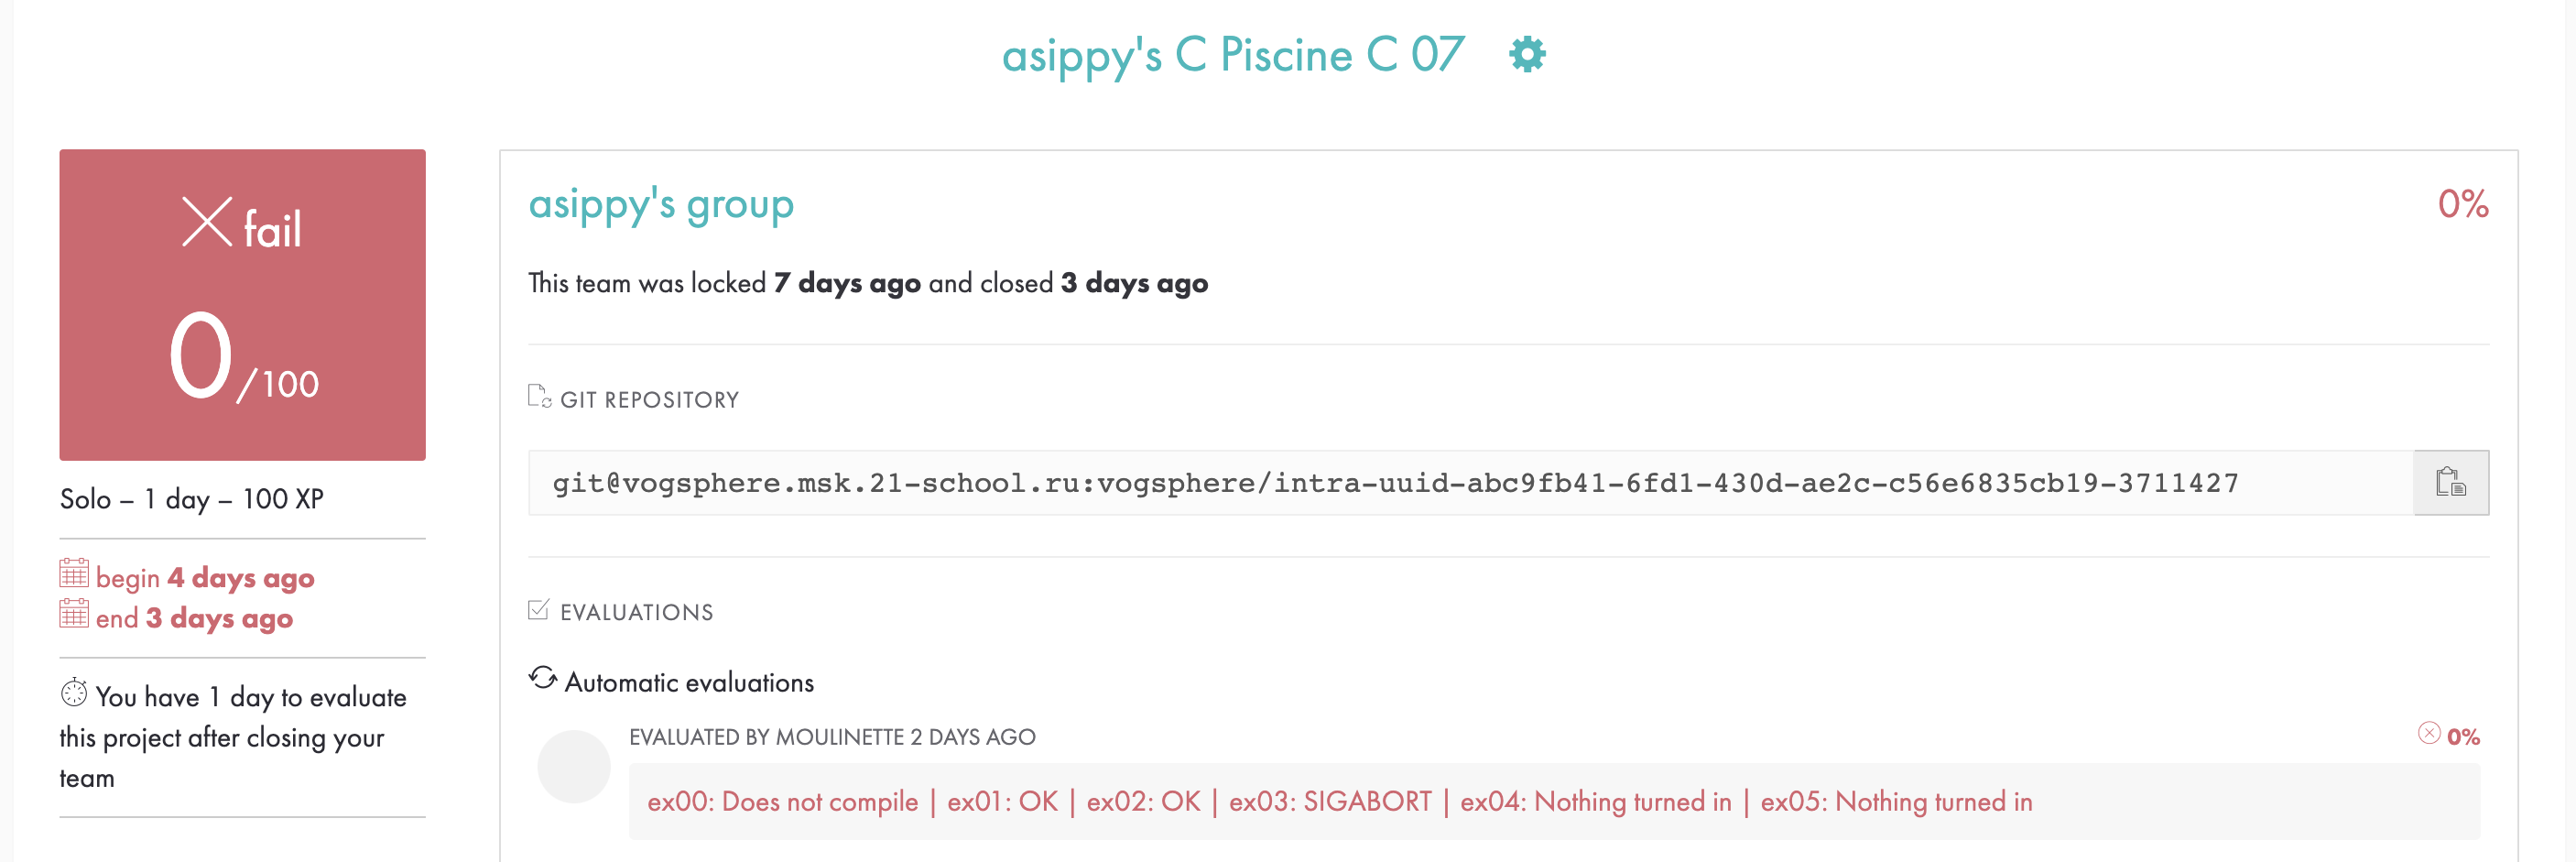 asippy's C Piscine C 07
fail
0/100
Solo – 1 day – 100 XP
begin 4 days ago
end 3 days ago
You have 1 day to evaluate
this project after closing your
team
asippy's group
0%
This team was locked 7 days ago and closed 3 days ago
GIT REPOSITORY
git@vogsphere.msk.21-school.ru:vogsphere/intra-uuid-abc9fb41-6fd1-430d-ae2c-c56e6835cb19-3711427
EVALUATIONS
Automatic evaluations
EVALUATED BY MOULINETTE 2 DAYS AGO
0%
ex00: Does not compile | ex01: OK | ex02: OK | ex03: SIGABORT | ex04: Nothing turned in | ex05: Nothing turned in